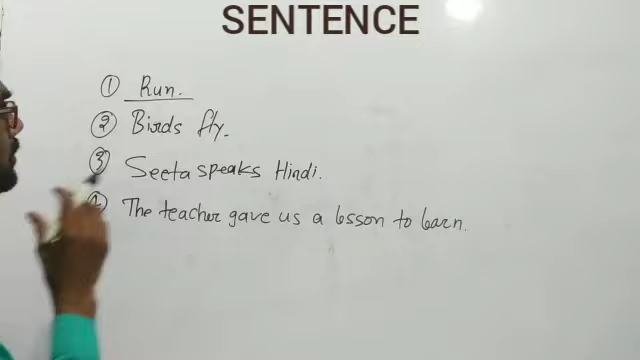 SENTENCE
① Run.
② Birds fly.
③ Seeta speaks Hindi.
The teacher gave us a lesson to learn.